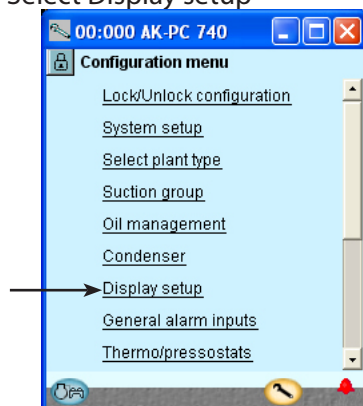 Select Display setup
00:000 AK-PC 740
Configuration menu
Lock/Unlock configuration
System setup
Select plant type
Suction group
Oil management
Condenser
Display setup
General alarm inputs
Thermo/pressostats